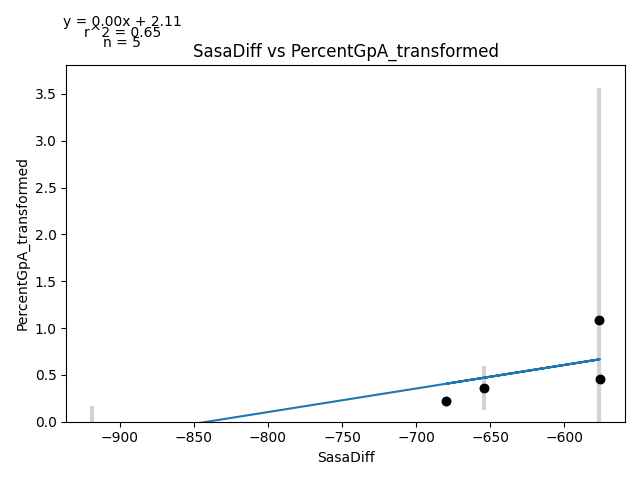 y = 0.00x + 2.11
r^2 = 0.65
n = 5
SasaDiff vs PercentGpA_transformed
PercentGpA_transformed
3.5
3.0
2.5
2.0
1.5
1.0
0.5
0.0
−900
−850
−800
−750
−700
−650
−600
SasaDiff